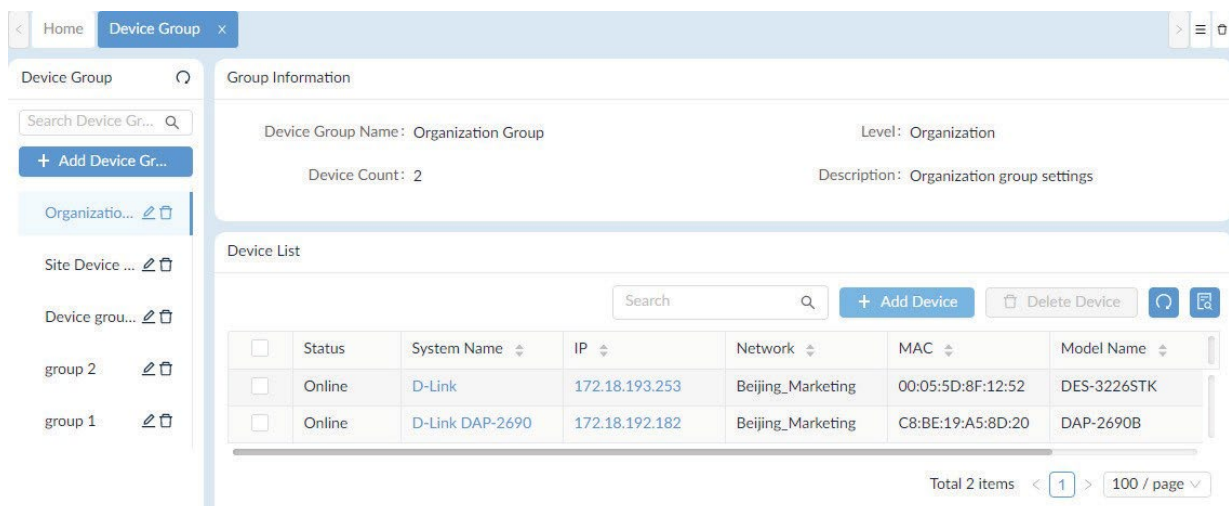 Home Device Group x
Device Group
Search Device Gr...
+ Add Device Gr...
Organizatio...
Site Device ...
Device grou...
group 2
group 1
Group Information
Device Group Name: Organization Group Level: Organization
Device Count: 2 Description: Organization group settings
Device List
Search + Add Device Delete Device
Status System Name IP Network MAC Model Name
Online D-Link 172.18.193.253 Beijing_Marketing 00:05:5D:8F:12:52 DES-3226STK
Online D-Link DAP-2690 172.18.192.182 Beijing_Marketing C8:BE:19:A5:8D:20 DAP-2690B
Total 2 items < 1 > 100 / page